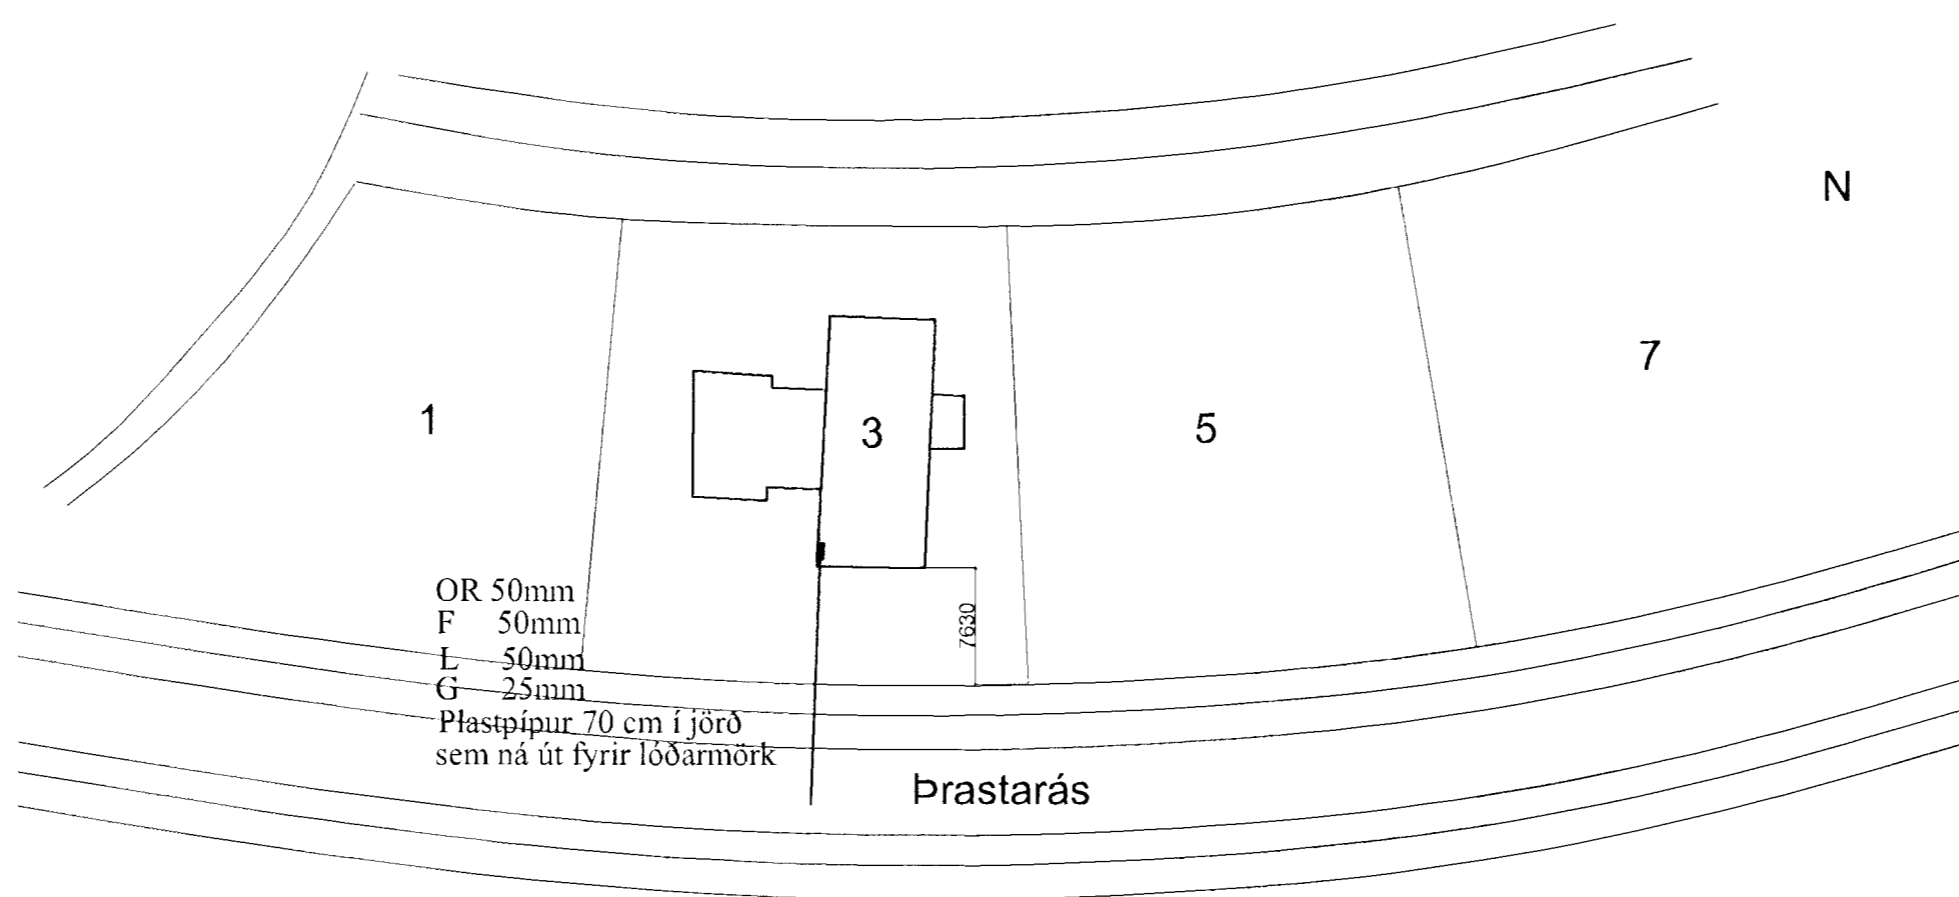 N
7
1
3
5
OR 50mm
F 50mm
L 50mm
G 25mm
Plastpípur 70 cm í jörð
sem ná út fyrir lóðarmörk
7630
Þrastarás